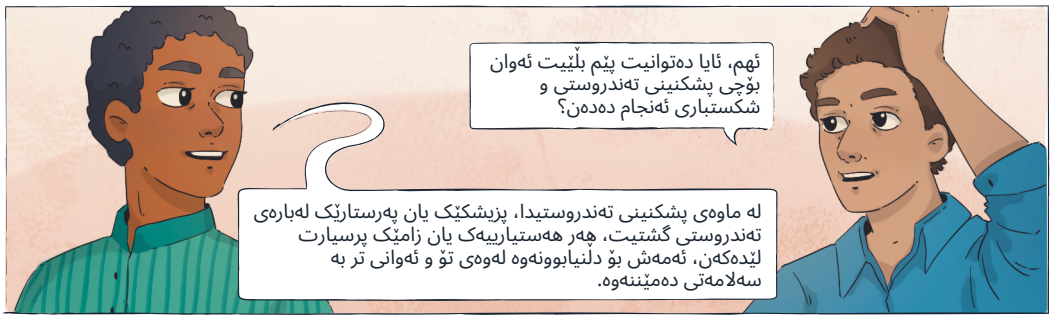 ئهم، ئایا دەتوانیت پێم بڵێیت ئەوان
بۆچی پشکنینی تەندروستی و
شکستباری ئەنجام دەدەن؟
لە ماوەی پشکنینی تەندروستیدا، پزیشکێک یان پەرستارێک لەبارەی
تەندروستی گشتیت، هەر هەستیارییەک یان زامێک پرسیارت
لێدەکەن، ئەمەش بۆ دڵنیابوونەوە لەوەی تۆ و ئەوانی تر بە
سەلامەتی دەمێننەوە.